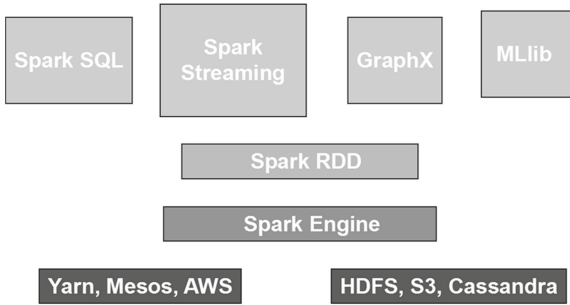 Spark SQL
Spark
Streaming
GraphX
MLlib
Spark RDD
Spark Engine
Yarn, Mesos, AWS
HDFS, S3, Cassandra